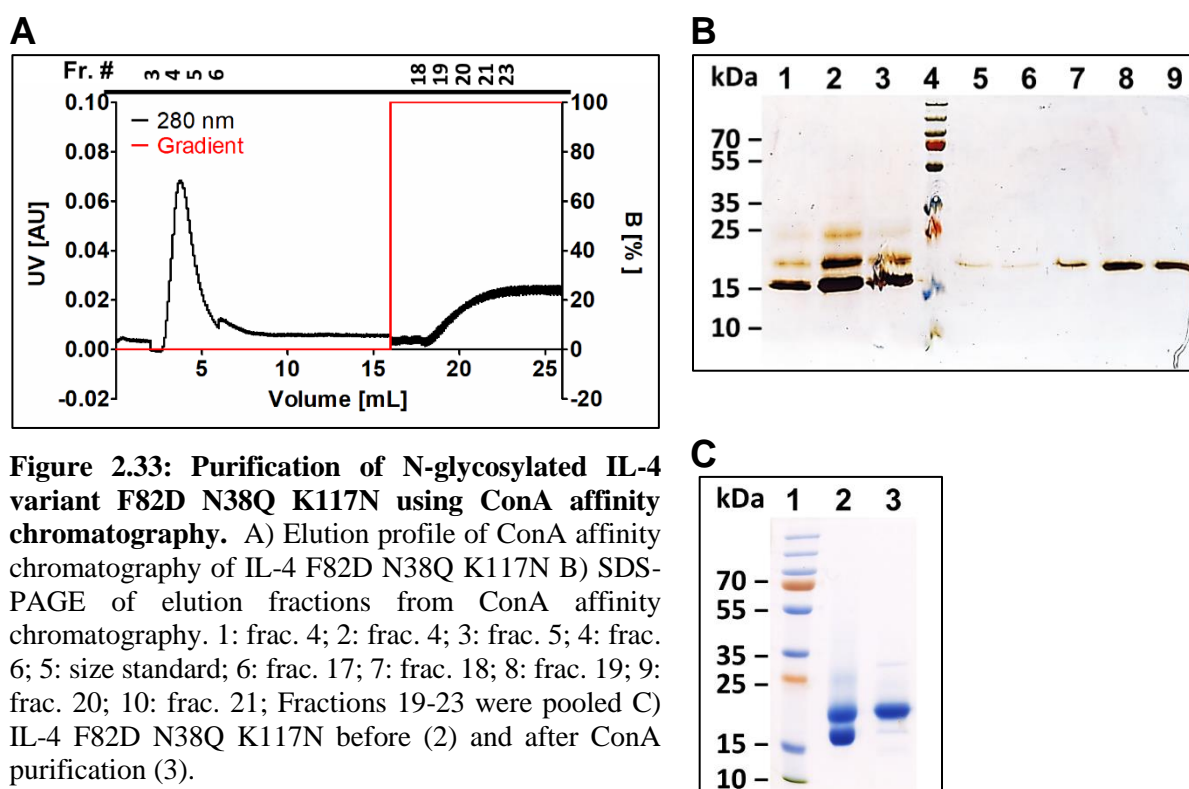 A
Fr. # 3 4 5 6 18 19 20 21 23
0.10 100
0.08 80
0.06 60
0.04 40
0.02 20
0.00 0
-0.02 -20
280 nm
Gradient
UV [AU]
B [% ]
5 10 15 20 25
Volume [mL]
B
kDa 1 2 3 4 5 6 7 8 9
70
55
35
25
15
10
Figure 2.33: Purification of N-glycosylated IL-4
variant F82D N38Q K117N using ConA affinity
chromatography. A) Elution profile of ConA affinity
chromatography of IL-4 F82D N38Q K117N B) SDS-
PAGE of elution fractions from ConA affinity
chromatography. 1: frac. 4; 2: frac. 4; 3: frac. 5; 4: frac.
6; 5: size standard; 6: frac. 17; 7: frac. 18; 8: frac. 19; 9:
frac. 20; 10: frac. 21; Fractions 19-23 were pooled C)
IL-4 F82D N38Q K117N before (2) and after ConA
purification (3).
C
kDa 1 2 3
70
55
35
25
15
10